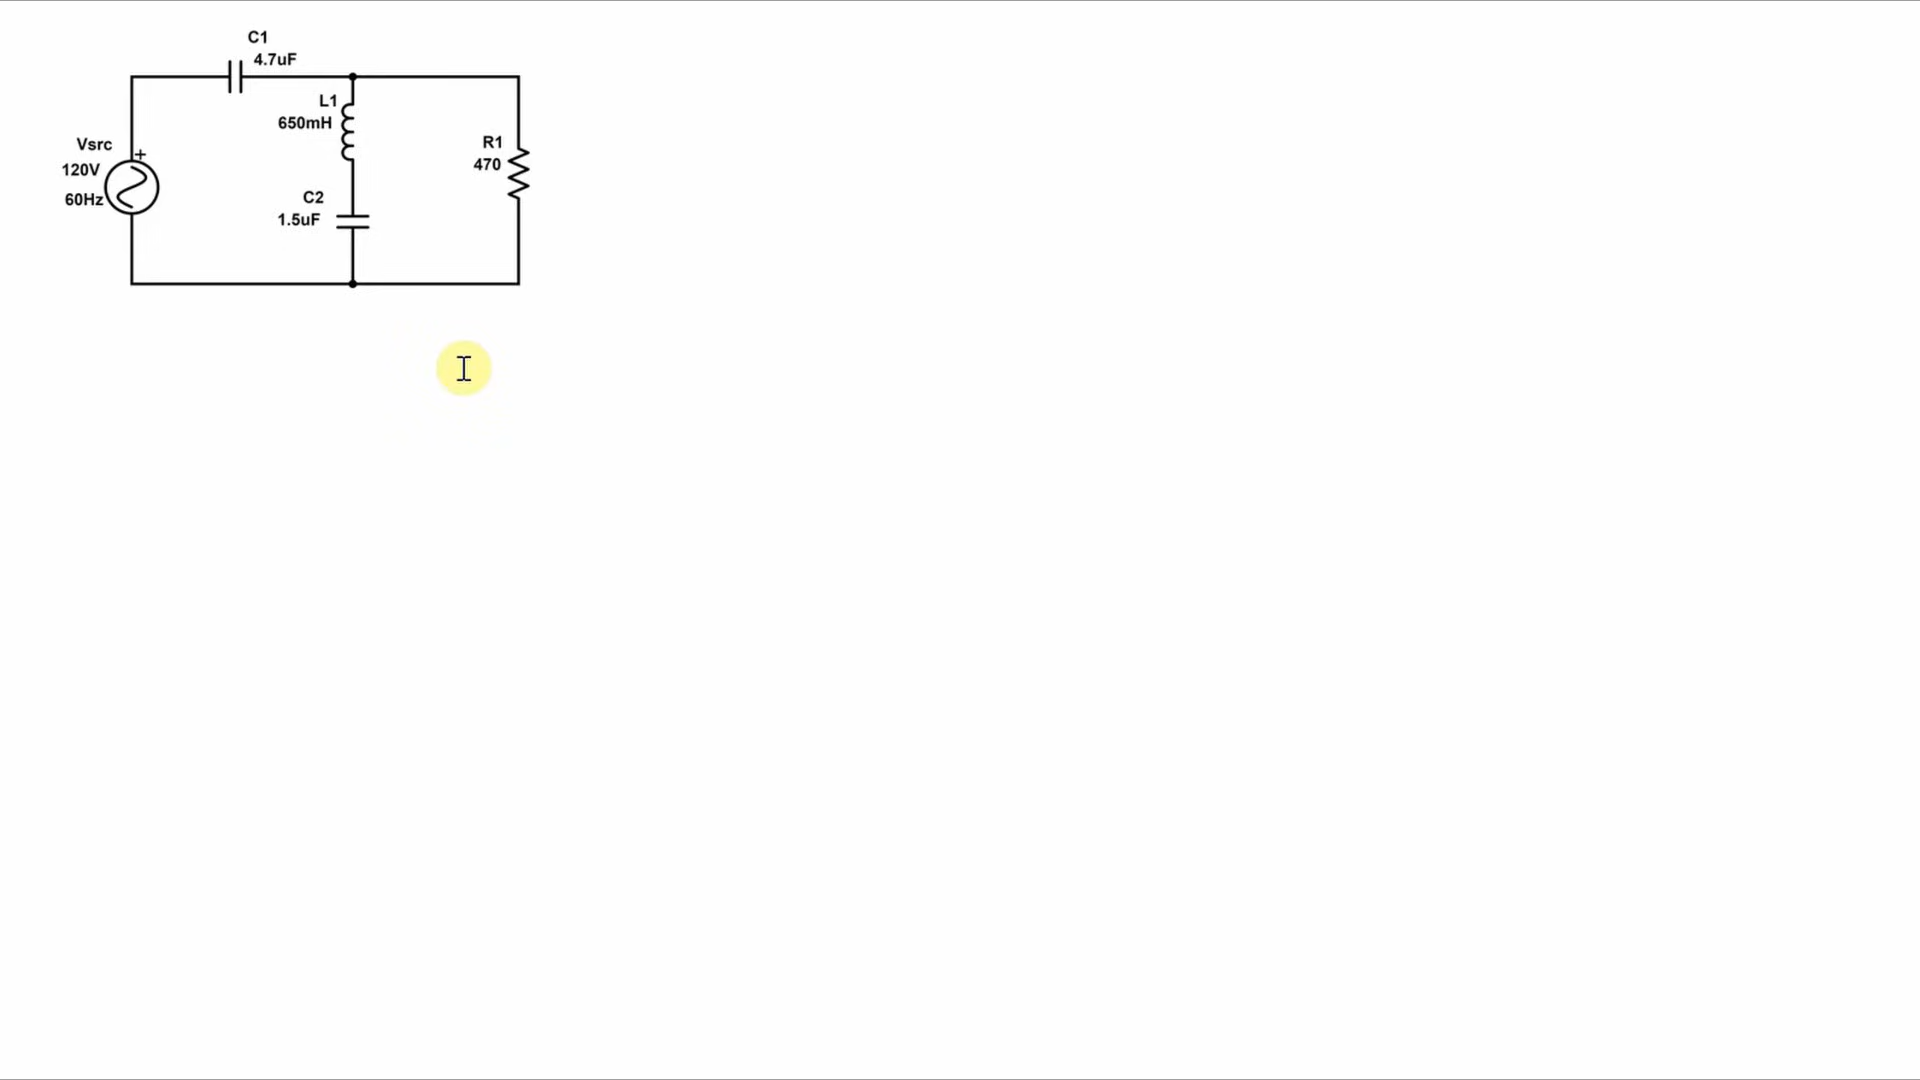 C1
4.7uF
L1
650mH
Vsrc
+
120V
60Hz
R1
470
C2
1.5uF